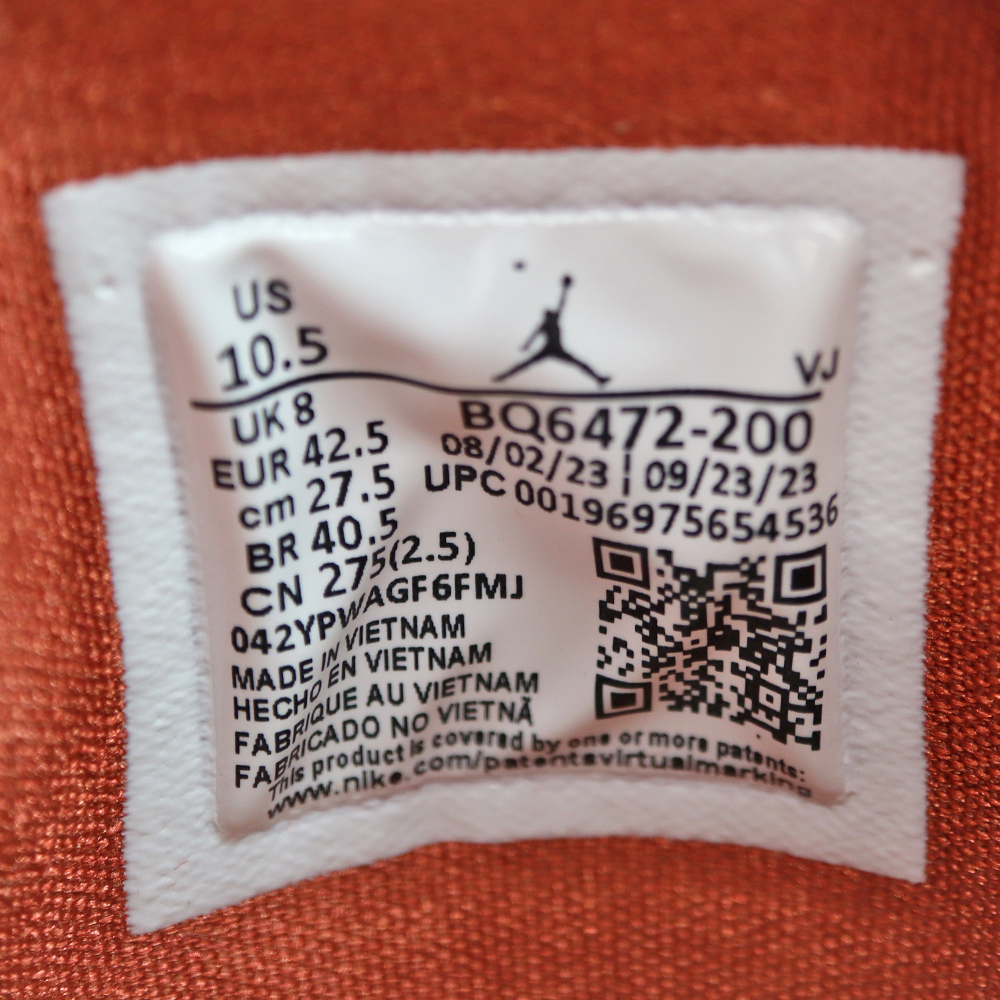 US
10.5
VJ
UK 8
EUR 42.5
cm 27.5
BR 40.5
CN 275(2.5)
BQ6472-200
08/02/23 | 09/23/23
UPC 00196975654536
042YPWAGF6FMJ
MADE IN VIETNAM
HECHO EN VIETNAM
FABRIQUE AU VIETNAM
FABRICADO NO VIETNÃ
This product is covered by one or more patents:
www.nike.com/patentsvirtualmarking